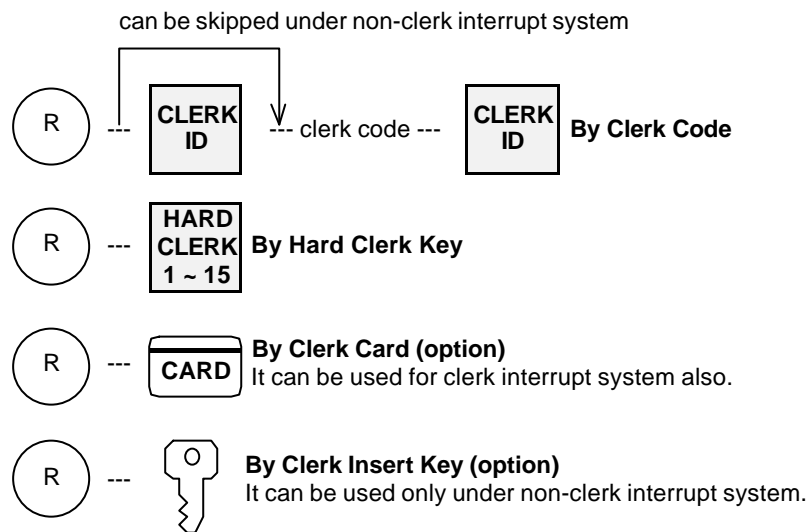 can be skipped under non-clerk interrupt system
R --- CLERK ID --- clerk code --- CLERK ID By Clerk Code
R --- HARD CLERK 1 ~ 15 By Hard Clerk Key
R --- CARD By Clerk Card (option)
It can be used for clerk interrupt system also.
R --- By Clerk Insert Key (option)
It can be used only under non-clerk interrupt system.